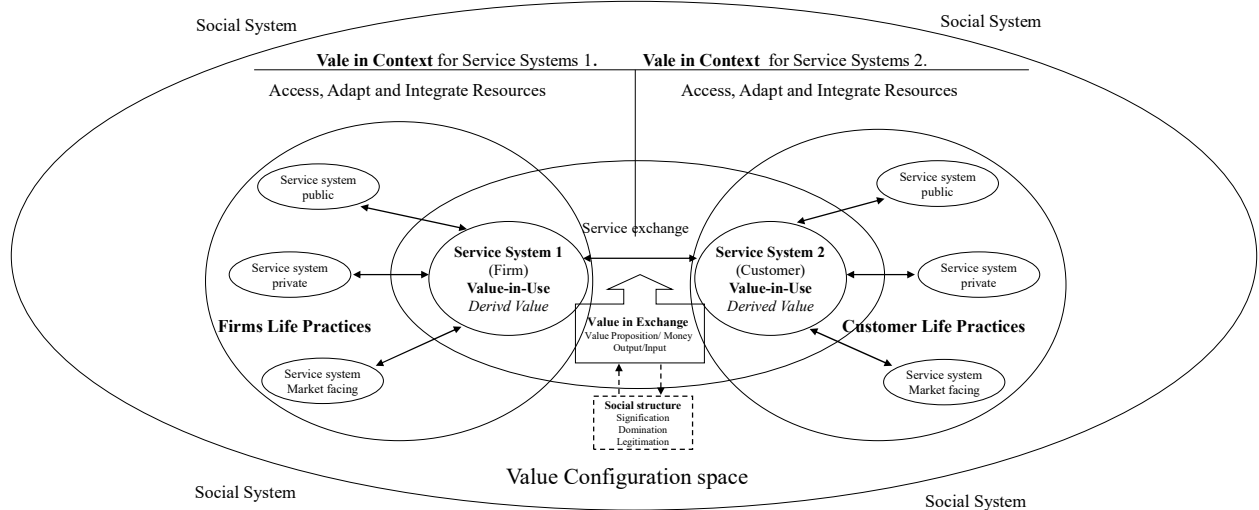 Social System
Social System
Vale in Context for Service Systems 1.
Vale in Context for Service Systems 2.
Access, Adapt and Integrate Resources
Access, Adapt and Integrate Resources
Service system
public
Service system
public
Service exchange
Service System 1
(Firm)
Value-in-Use
Derivd Value
Service System 2
(Customer)
Value-in-Use
Derived Value
Service system
private
Service system
private
Firms Life Practices
Value in Exchange
Value Proposition/ Money
Output/Input
Customer Life Practices
Service system
Market facing
Service system
Market facing
Social structure
Signification
Domination
Legitimation
Value Configuration space
Social System
Social System